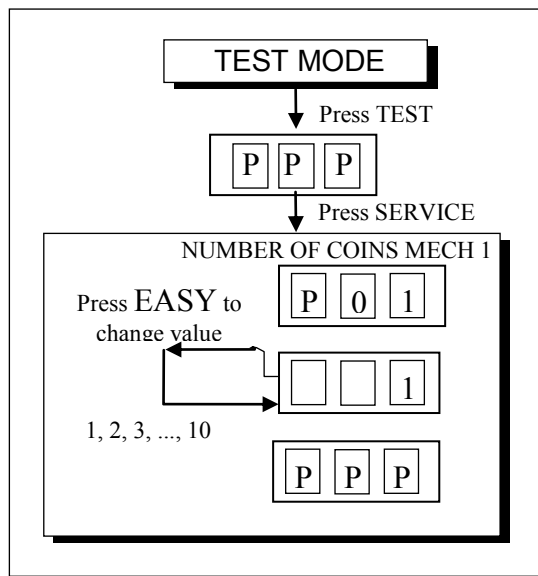 TEST MODE
Press TEST
P P P
Press SERVICE
NUMBER OF COINS MECH 1
P 0 1
Press EASY to
change value
1
1, 2, 3, ..., 10
P P P